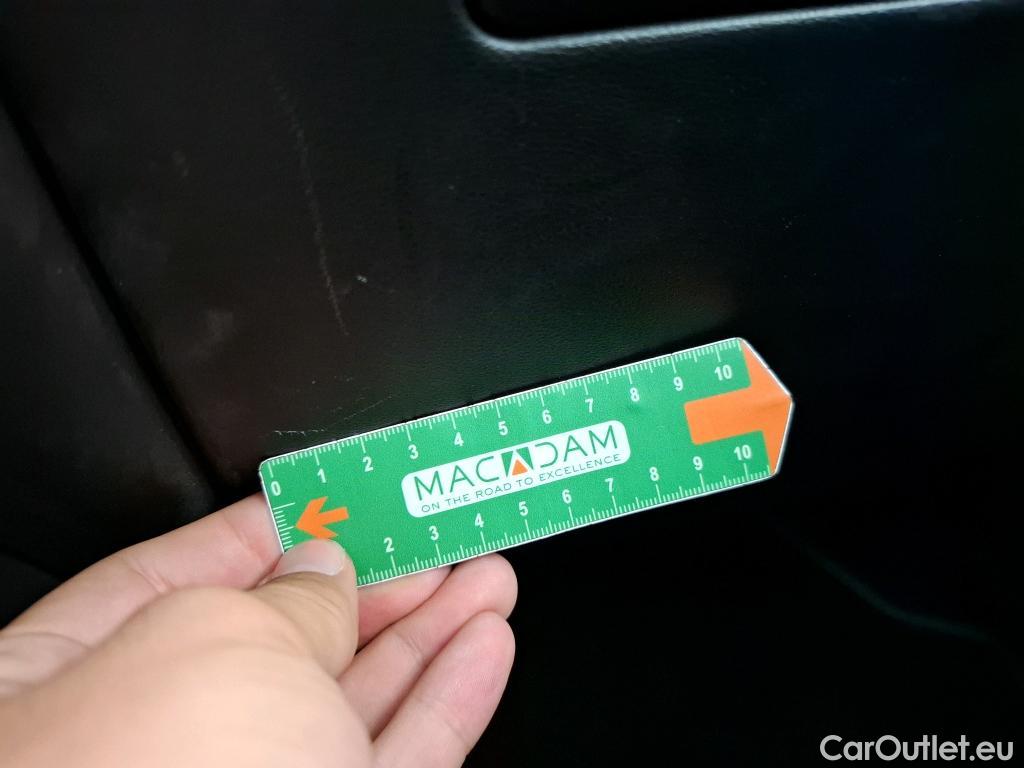 0 1 2 3 4 5 6 7 8 9 10
MACADAM
ON THE ROAD TO EXCELLENCE
2 3 4 5 6 7 8 9 10
CarOutlet.eu